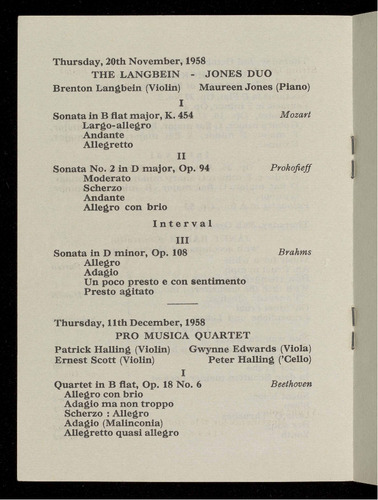 Thursday, 20th November, 1958
THE LANGBEIN - JONES DUO
Brenton Langbein (Violin) Maureen Jones (Piano)
I
Sonata in B flat major, K. 454 Mozart
Largo-allegro
Andante
Allegretto
II
Sonata No. 2 in D major, Op. 94 Prokofieff
Moderato
Scherzo
Andante
Allegro con brio
Interval
III
Sonata in D minor, Op. 108 Brahms
Allegro
Adagio
Un poco presto e con sentimento
Presto agitato
Thursday, 11th December, 1958
PRO MUSICA QUARTET
Patrick Halling (Violin) Gwynne Edwards (Viola)
Ernest Scott (Violin) Peter Halling ('Cello)
I
Quartet in B flat, Op. 18 No. 6 Beethoven
Allegro con brio
Adagio ma non troppo
Scherzo : Allegro
Adagio (Malinconia)
Allegretto quasi allegro